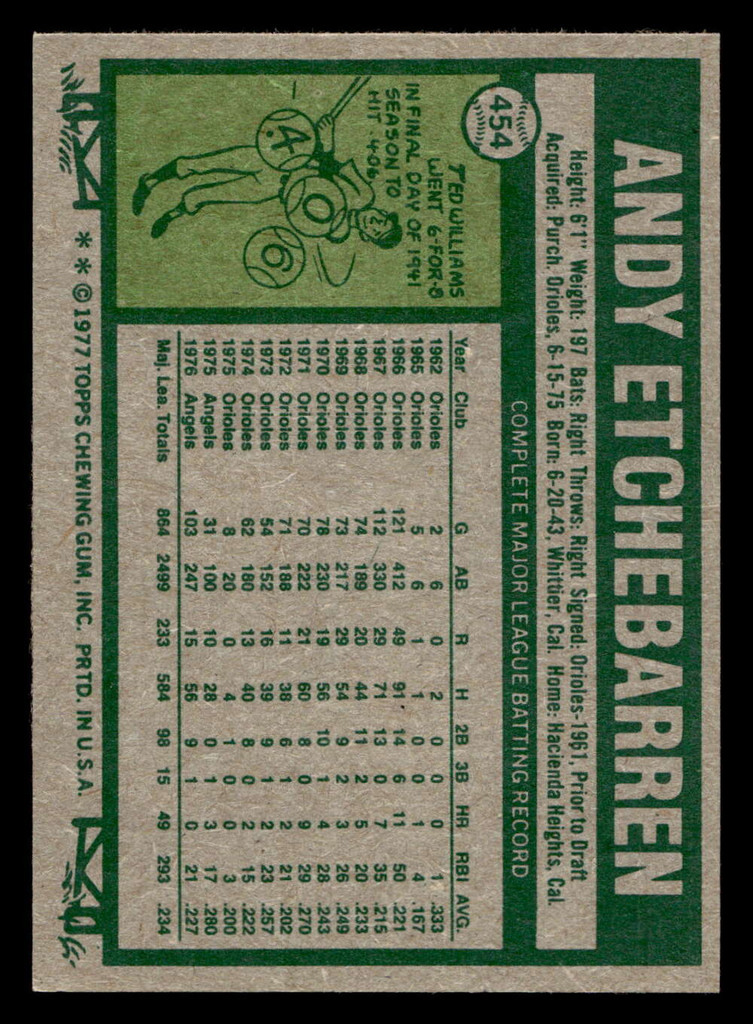 ANDY ETCHEBARREN
454
Height: 6'1" Weight: 197 Bats: Right Throws: Right Signed: Orioles-1961, Prior to Draft
Acquired: Purch. Orioles, 6-15-75 Born: 6-20-43, Whittier, Cal. Home: Hacienda Heights, Cal.
TED WILLIAMS
WENT 6-FOR-8
IN FINAL DAY OF 1941
SEASON TO
HIT .406
.4
0
6
COMPLETE MAJOR LEAGUE BATTING RECORD
Year Club G AB R H 2B 3B HR RBI AVG.
1962 Orioles 2 6 0 2 0 0 0 1 .333
1965 Orioles 5 6 1 1 0 0 1 4 .167
1966 Orioles 121 412 49 91 14 6 11 50 .221
1967 Orioles 112 330 29 71 13 0 7 35 .215
1968 Orioles 74 189 20 44 11 2 5 20 .233
1969 Orioles 73 217 29 54 9 2 3 26 .249
1970 Orioles 78 230 19 56 10 1 4 28 .243
1971 Orioles 70 222 21 60 8 0 9 29 .270
1972 Orioles 71 188 11 38 6 1 2 21 .202
1973 Orioles 54 152 16 39 9 1 2 23 .257
1974 Orioles 62 180 13 40 8 0 2 15 .222
1975 Orioles 8 20 0 4 1 0 0 3 .200
1975 Angels 31 100 10 28 0 1 3 17 .280
1976 Angels 103 247 15 56 9 1 0 21 .237
Maj. Lea. Totals 864 2499 233 584 98 15 49 293 .234
* * © 1977 TOPPS CHEWING GUM, INC. PRTD. IN U.S.A.